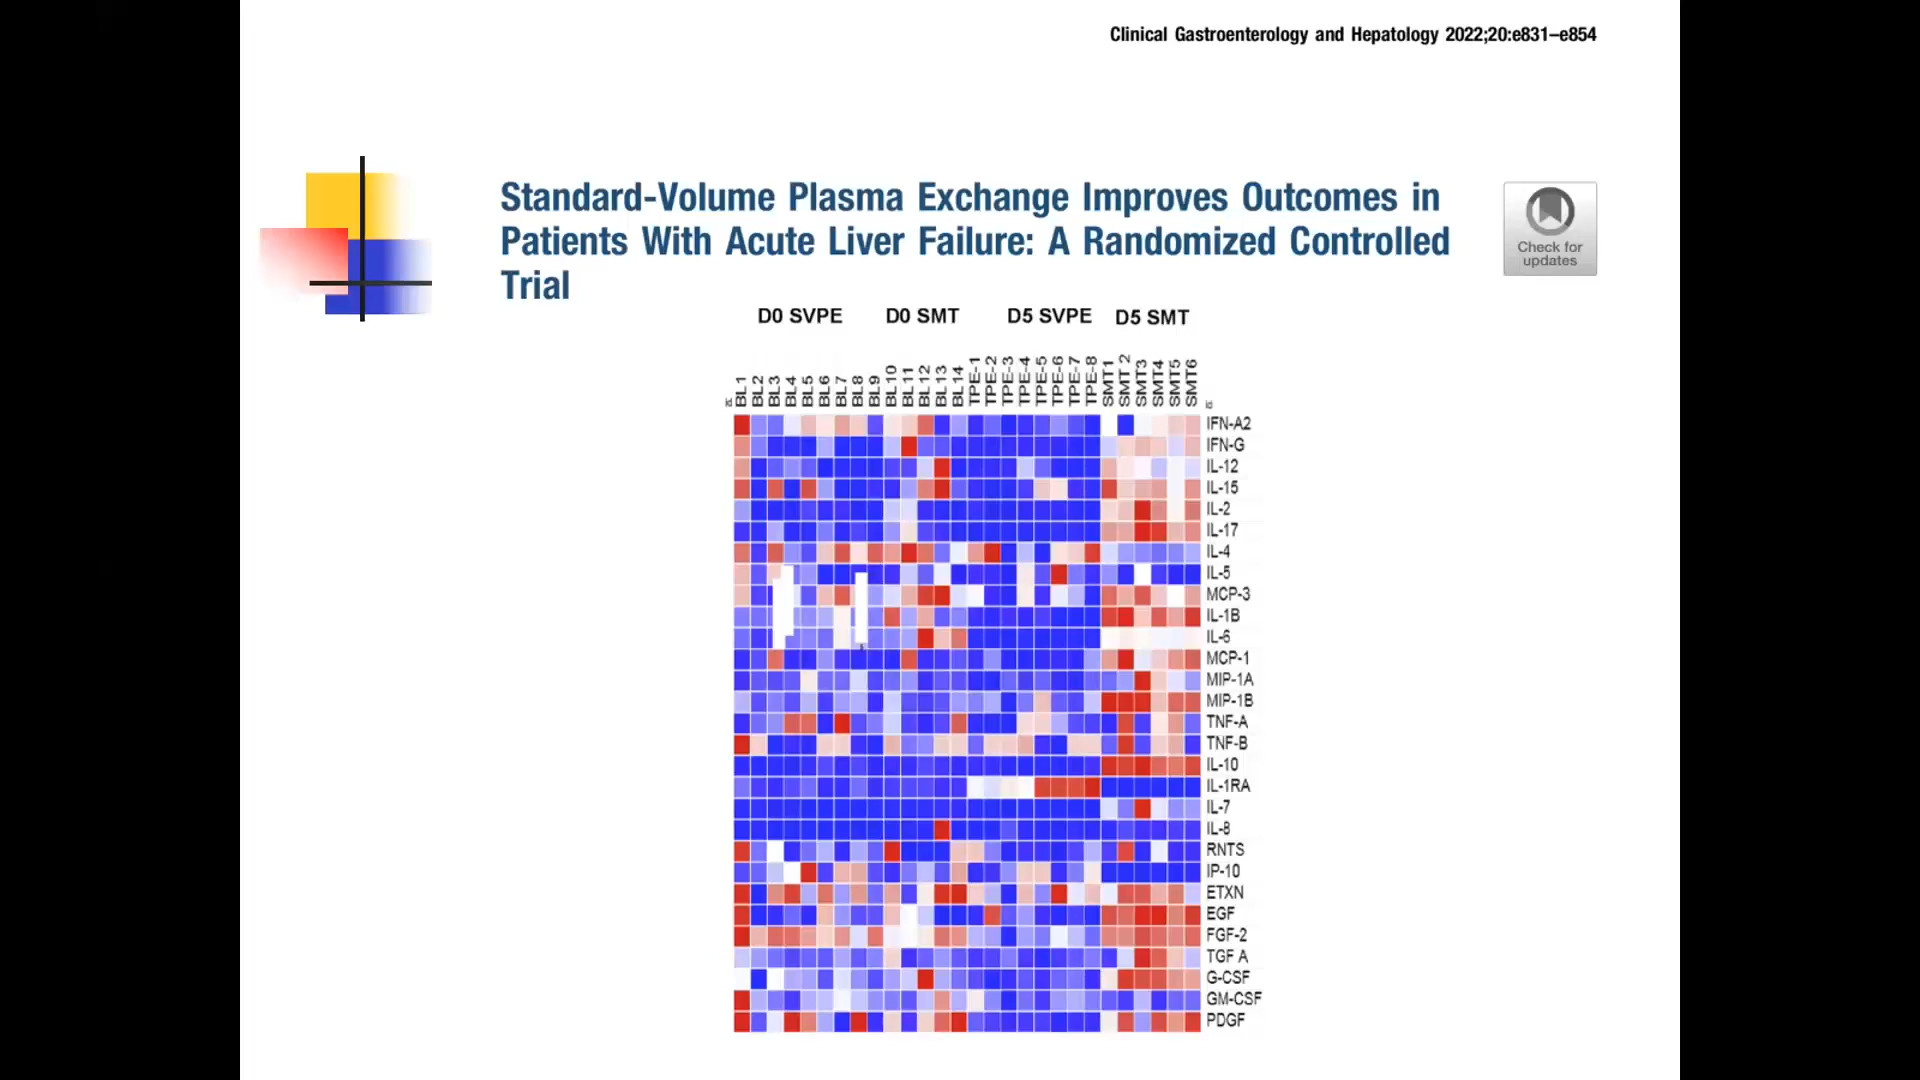 Clinical Gastroenterology and Hepatology 2022;20:e831–e854
Standard-Volume Plasma Exchange Improves Outcomes in
Patients With Acute Liver Failure: A Randomized Controlled
Trial
Check for
updates
D0 SVPE D0 SMT D5 SVPE D5 SMT
BL1 BL2 BL3 BL4 BL5 BL6 BL7 BL8 BL9 BL10 BL11 BL12 BL13 BL14 TPE-1 TPE-2 TPE-3 TPE-4 TPE-5 TPE-6 TPE-7 TPE-8 SMT1 SMT 2 SMT3 SMT4 SMT5 SMT6
IFN-A2
IFN-G
IL-12
IL-15
IL-2
IL-17
IL-4
IL-5
MCP-3
IL-1B
IL-6
MCP-1
MIP-1A
MIP-1B
TNF-A
TNF-B
IL-10
IL-1RA
IL-7
IL-8
RNTS
IP-10
ETXN
EGF
FGF-2
TGF A
G-CSF
GM-CSF
PDGF